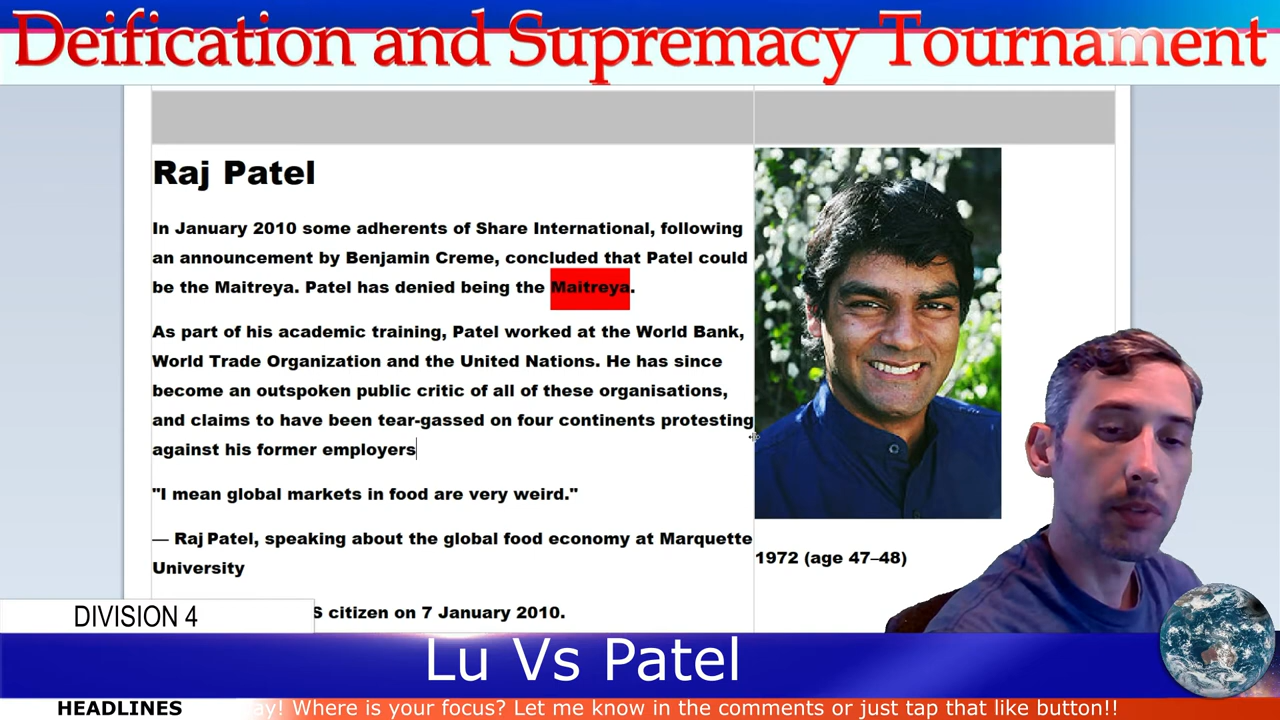 Deification and Supremacy Tournament
Raj Patel
In January 2010 some adherents of Share International, following
an announcement by Benjamin Creme, concluded that Patel could
be the Maitreya. Patel has denied being the Maitreya.
As part of his academic training, Patel worked at the World Bank,
World Trade Organization and the United Nations. He has since
become an outspoken public critic of all of these organisations,
and claims to have been tear-gassed on four continents protesting
against his former employers
"I mean global markets in food are very weird."
— Raj Patel, speaking about the global food economy at Marquette
University
1972 (age 47–48)
S citizen on 7 January 2010.
DIVISION 4
Lu Vs Patel
HEADLINES
ay! Where is your focus? Let me know in the comments or just tap that like button!!